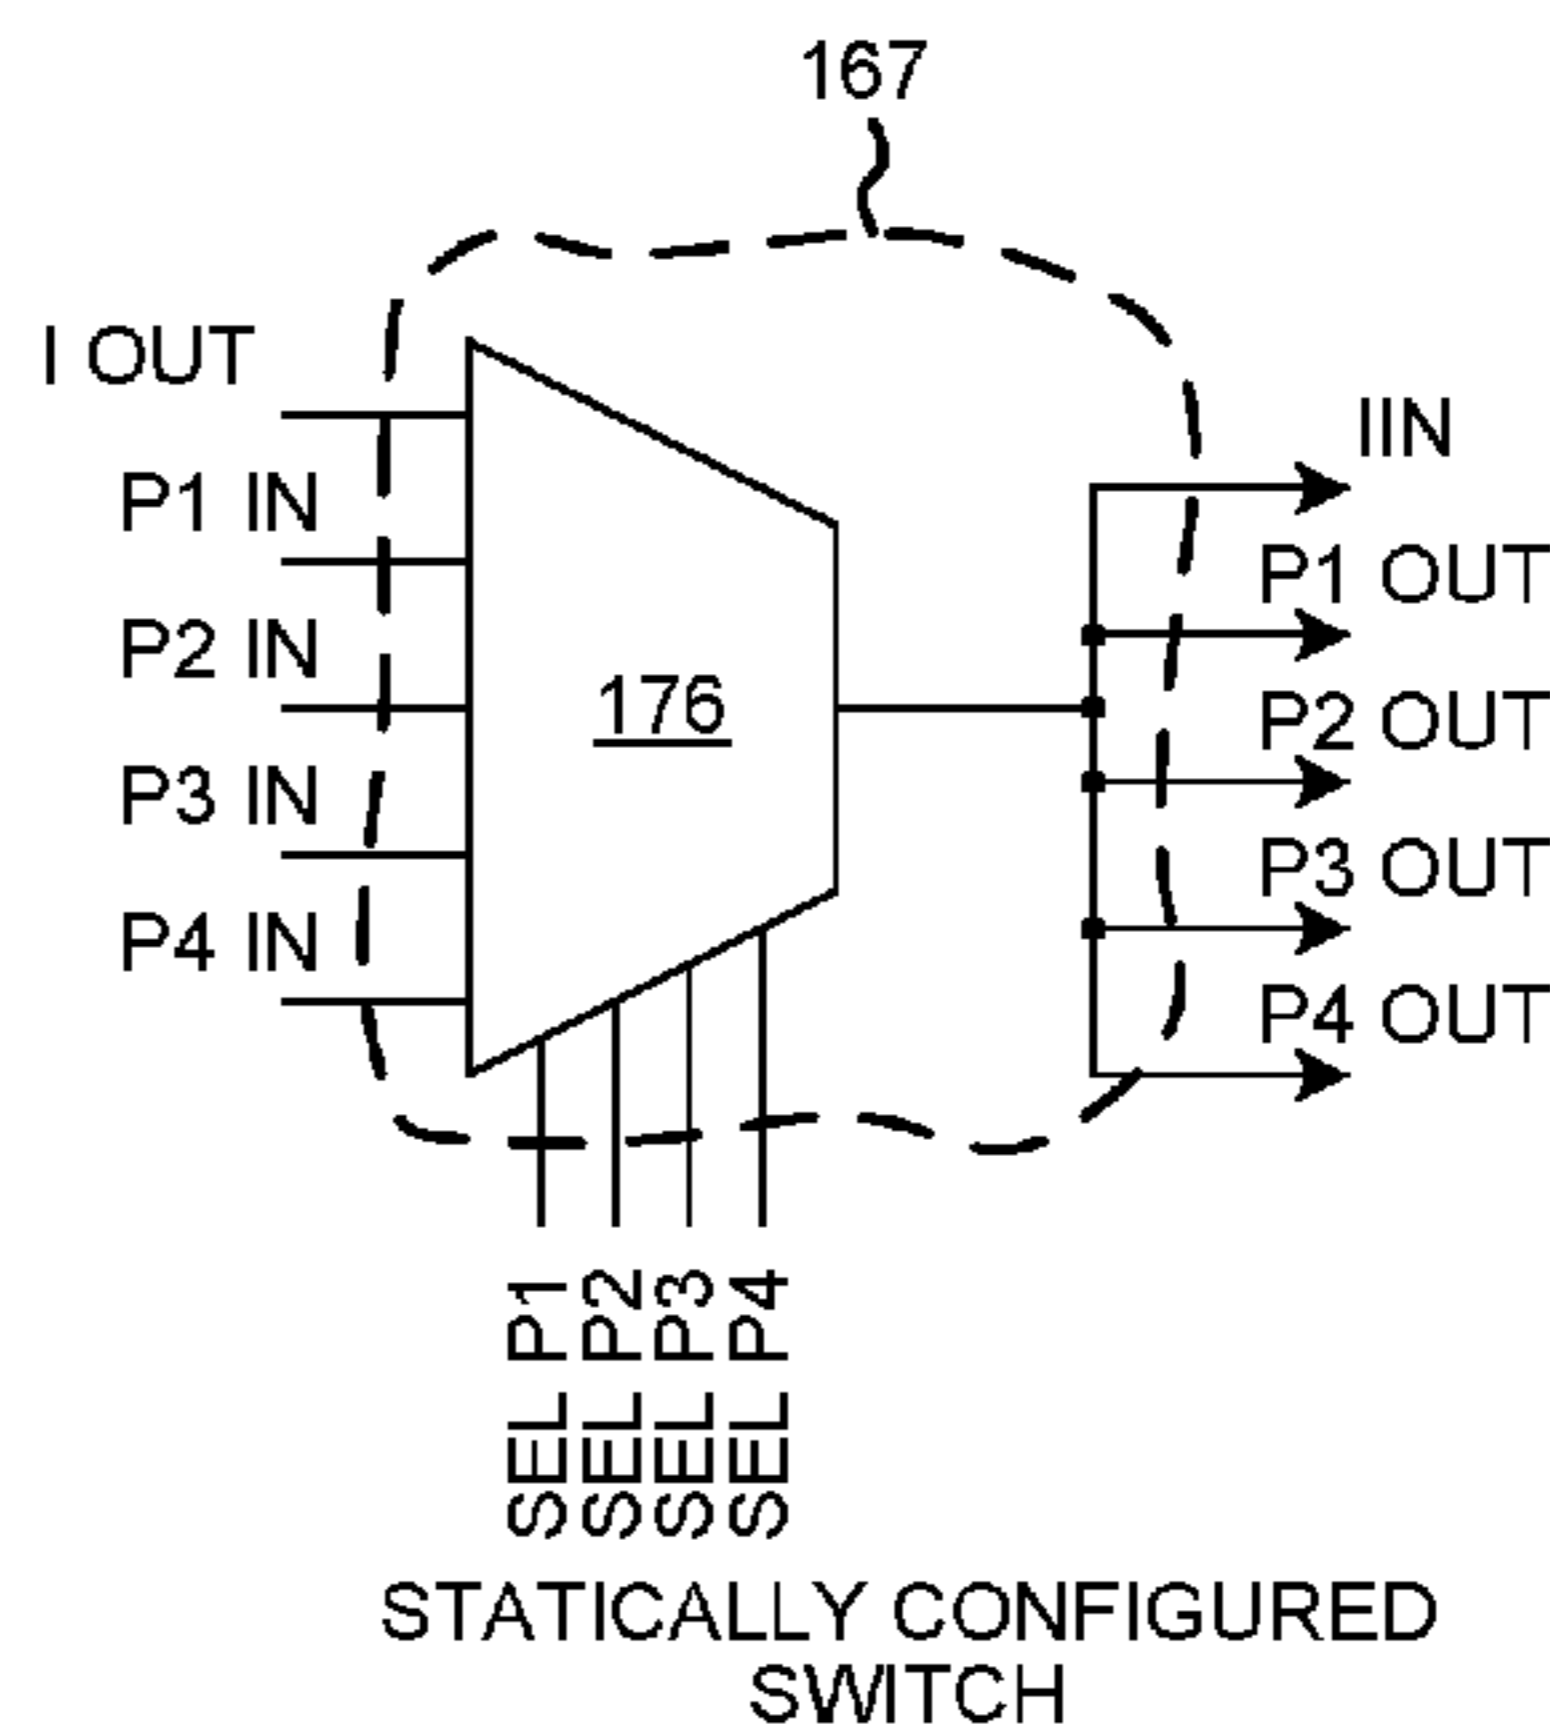 167
I OUT
P1 IN
P2 IN
P3 IN
P4 IN
176
IIN
P1 OUT
P2 OUT
P3 OUT
P4 OUT
SEL P1
SEL P2
SEL P3
SEL P4
STATICALLY CONFIGURED
SWITCH